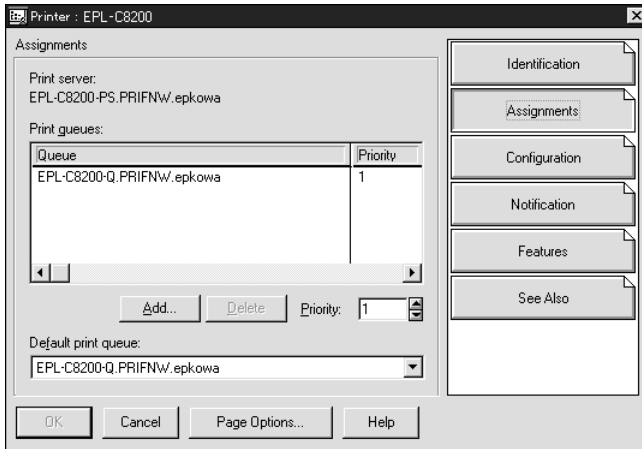 Printer : EPL-C8200
Assignments
Print server:
EPL-C8200-PS.PRIFNW.epkowa
Print queues:
Queue Priority
EPL-C8200-Q.PRIFNW.epkowa 1
Add... Delete Priority: 1
Default print queue:
EPL-C8200-Q.PRIFNW.epkowa
OK Cancel Page Options... Help
Identification
Assignments
Configuration
Notification
Features
See Also